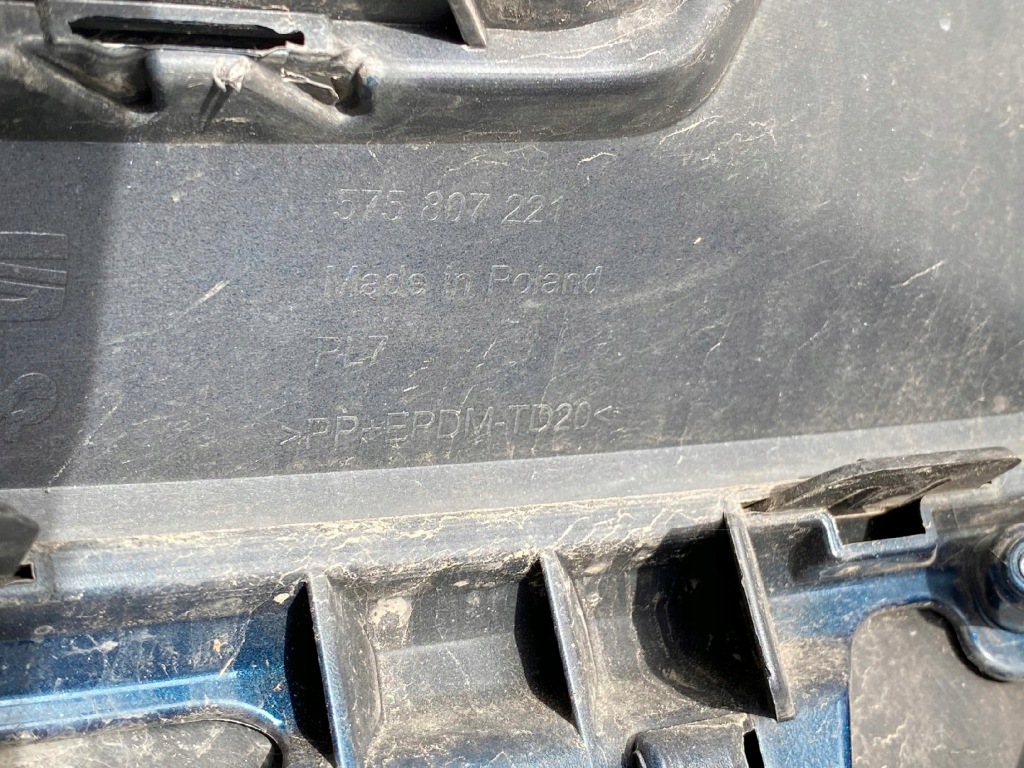 575 807 221
Made in Poland
PL7
>PP+EPDM-TD20<